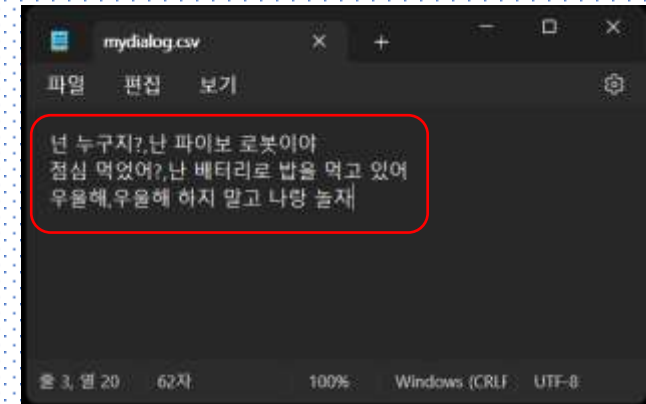 mydialog.csv
파일 편집 보기
넌 누구지?,난 파이보 로봇이야
점심 먹었어?,난 배터리로 밥을 먹고 있어
우울해,우울해 하지 말고 나랑 놀자
줄 3, 열 20 62자 100% Windows (CRLF UTF-8